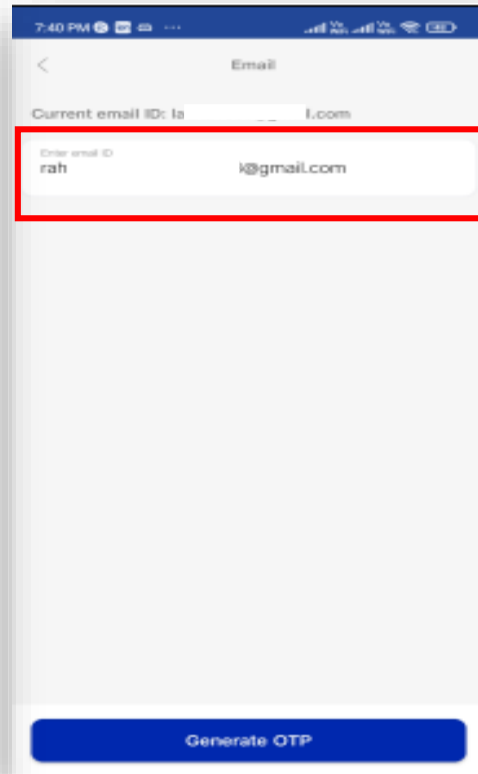 7:40 PM
Email
Current email ID: la l.com
Enter email ID
rah k@gmail.com
Generate OTP